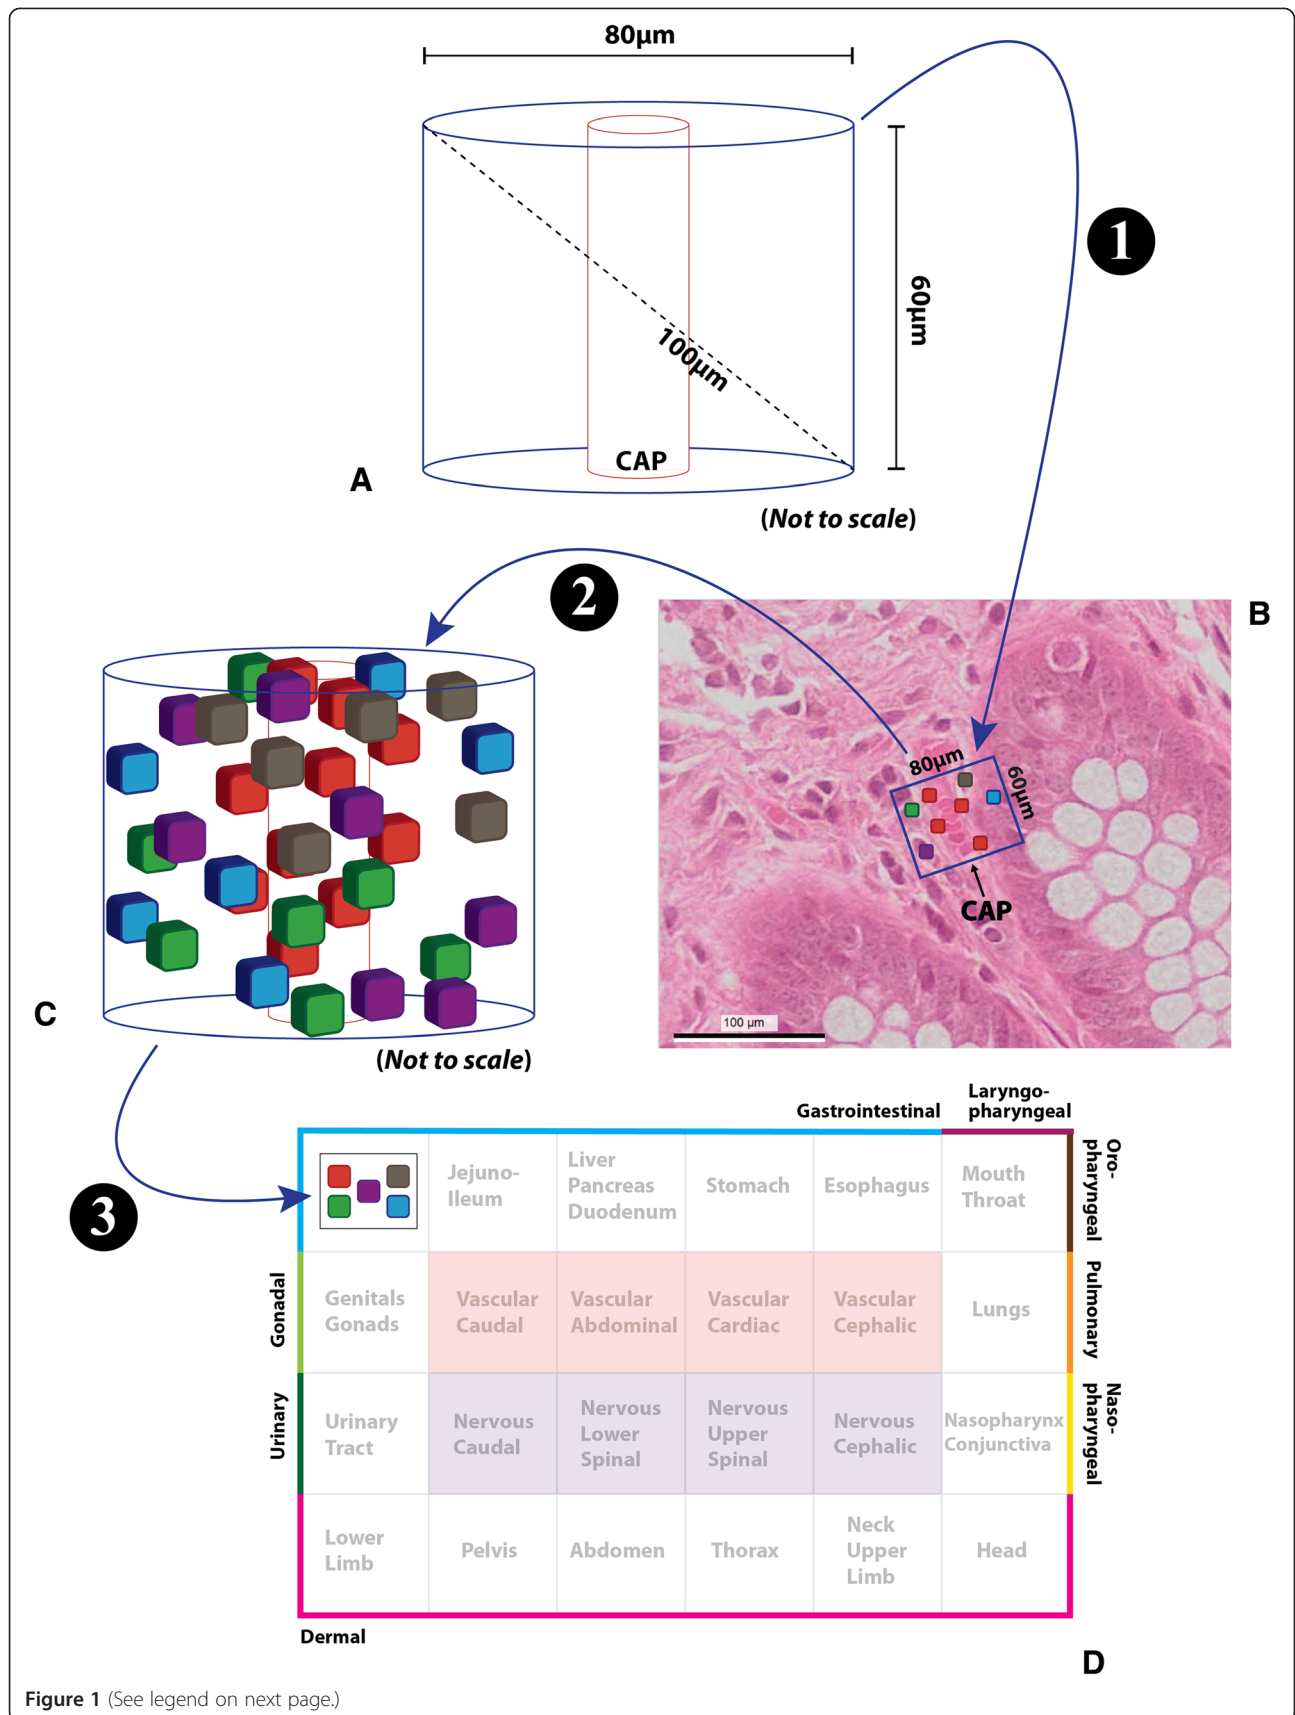 80µm
1
60µm
100µm
CAP
A
(Not to scale)
2
B
80µm
60µm
CAP
100 µm
C
(Not to scale)
3
Gastrointestinal
Laryngo-
pharyngeal
Oro-
pharyngeal
Jejuno-
Ileum
Liver
Pancreas
Duodenum
Stomach
Esophagus
Mouth
Throat
Gonadal
Genitals
Gonads
Vascular
Caudal
Vascular
Abdominal
Vascular
Cardiac
Vascular
Cephalic
Lungs
Pulmonary
Urinary
Urinary
Tract
Nervous
Caudal
Nervous
Lower
Spinal
Nervous
Upper
Spinal
Nervous
Cephalic
Nasopharynx
Conjunctiva
Naso-
pharyngeal
Lower
Limb
Pelvis
Abdomen
Thorax
Neck
Upper
Limb
Head
Dermal
D
Figure 1 (See legend on next page.)